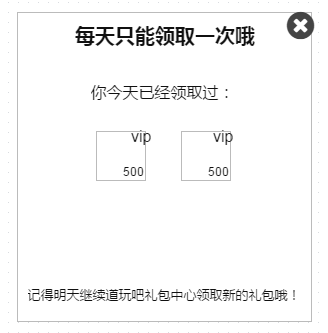 每天只能领取一次哦
你今天已经领取过：
vip vip
500 500
记得明天继续道玩吧礼包中心领取新的礼包哦！